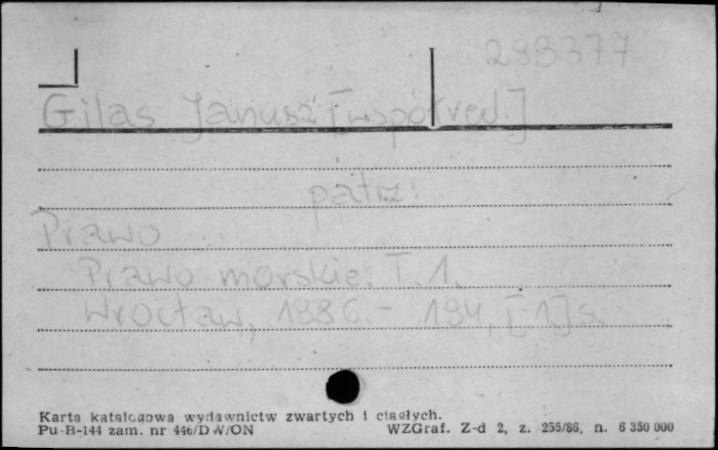 293377
Gilas Janusz [współred.]
patrz:
Prawo
Prawo morskie. T. 1.
Wrocław, 1986. - 194, [1] s.
Karta katalogowa wydawnictw zwartych i ciągłych.
Pu-B-144 zam. nr 446/DW/ON WZGraf. Z-d 2, z. 255/86, n. 6 350 000